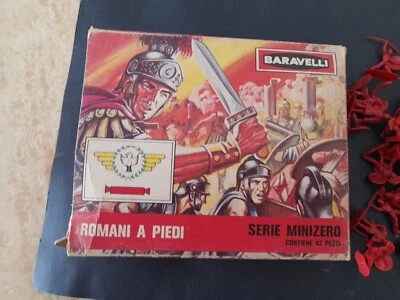 BARAVELLI
ROMANI A PIEDI
SERIE MINIZERO
CONTIENE 42 PEZZI